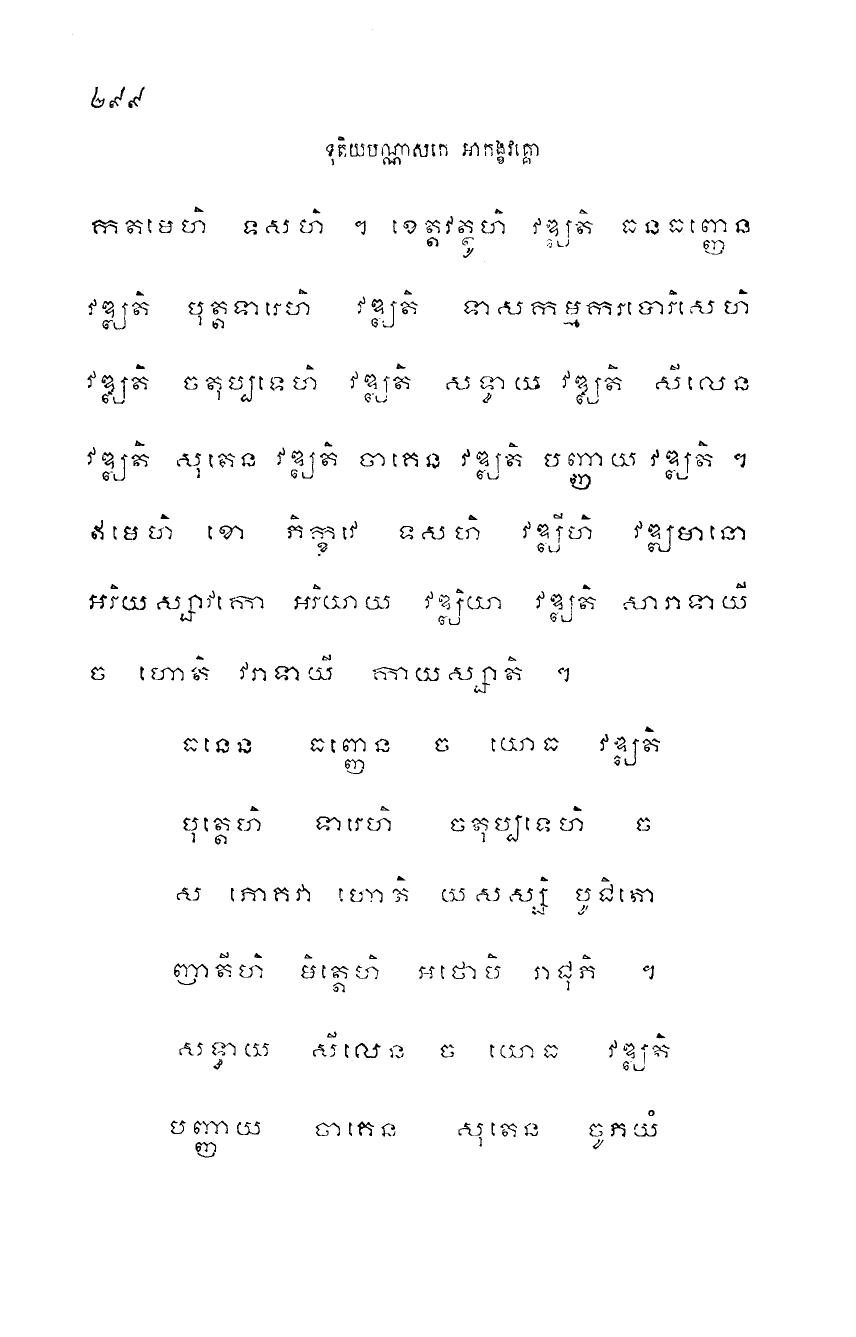 ២៩៩
ទុតិយបណ្ណាសកេ អាកង្ខវគ្គោ
កតមេហិ ទសហិ ។ ខេត្តវត្ថូហិ វឌ្ឍតិ ធនធញ្ញេន
វឌ្ឍតិ បុត្តទារេហិ វឌ្ឍតិ ទាសកម្មករបោរិសេហិ
វឌ្ឍតិ ចតុប្បទេហិ វឌ្ឍតិ សទ្ធាយ វឌ្ឍតិ សីលេន
វឌ្ឍតិ សុតេន វឌ្ឍតិ ចាគេន វឌ្ឍតិ បញ្ញាយ វឌ្ឍតិ ។
ឥមេហិ ខោ ភិក្ខវេ ទសហិ វឌ្ឍីហិ វឌ្ឍមានោ
អរិយស្សាវកោ អរិយាយ វឌ្ឍិយា វឌ្ឍតិ សារាទាយី
ច ហោតិ វរាទាយី កាយស្សាតិ ។
ធនេន ធញ្ញេន ច យោធ វឌ្ឍតិ
បុត្តេហិ ទារេហិ ចតុប្បទេហិ ច
ស ភោគវា ហោតិ យសស្សិ បូជិតោ
ញាតីហិ មិត្តេហិ អថោបិ រាជុភិ ។
សទ្ធាយ សីលេន ច យោធ វឌ្ឍតិ
បញ្ញាយ ចាគេន សុតេន ចូភយំ